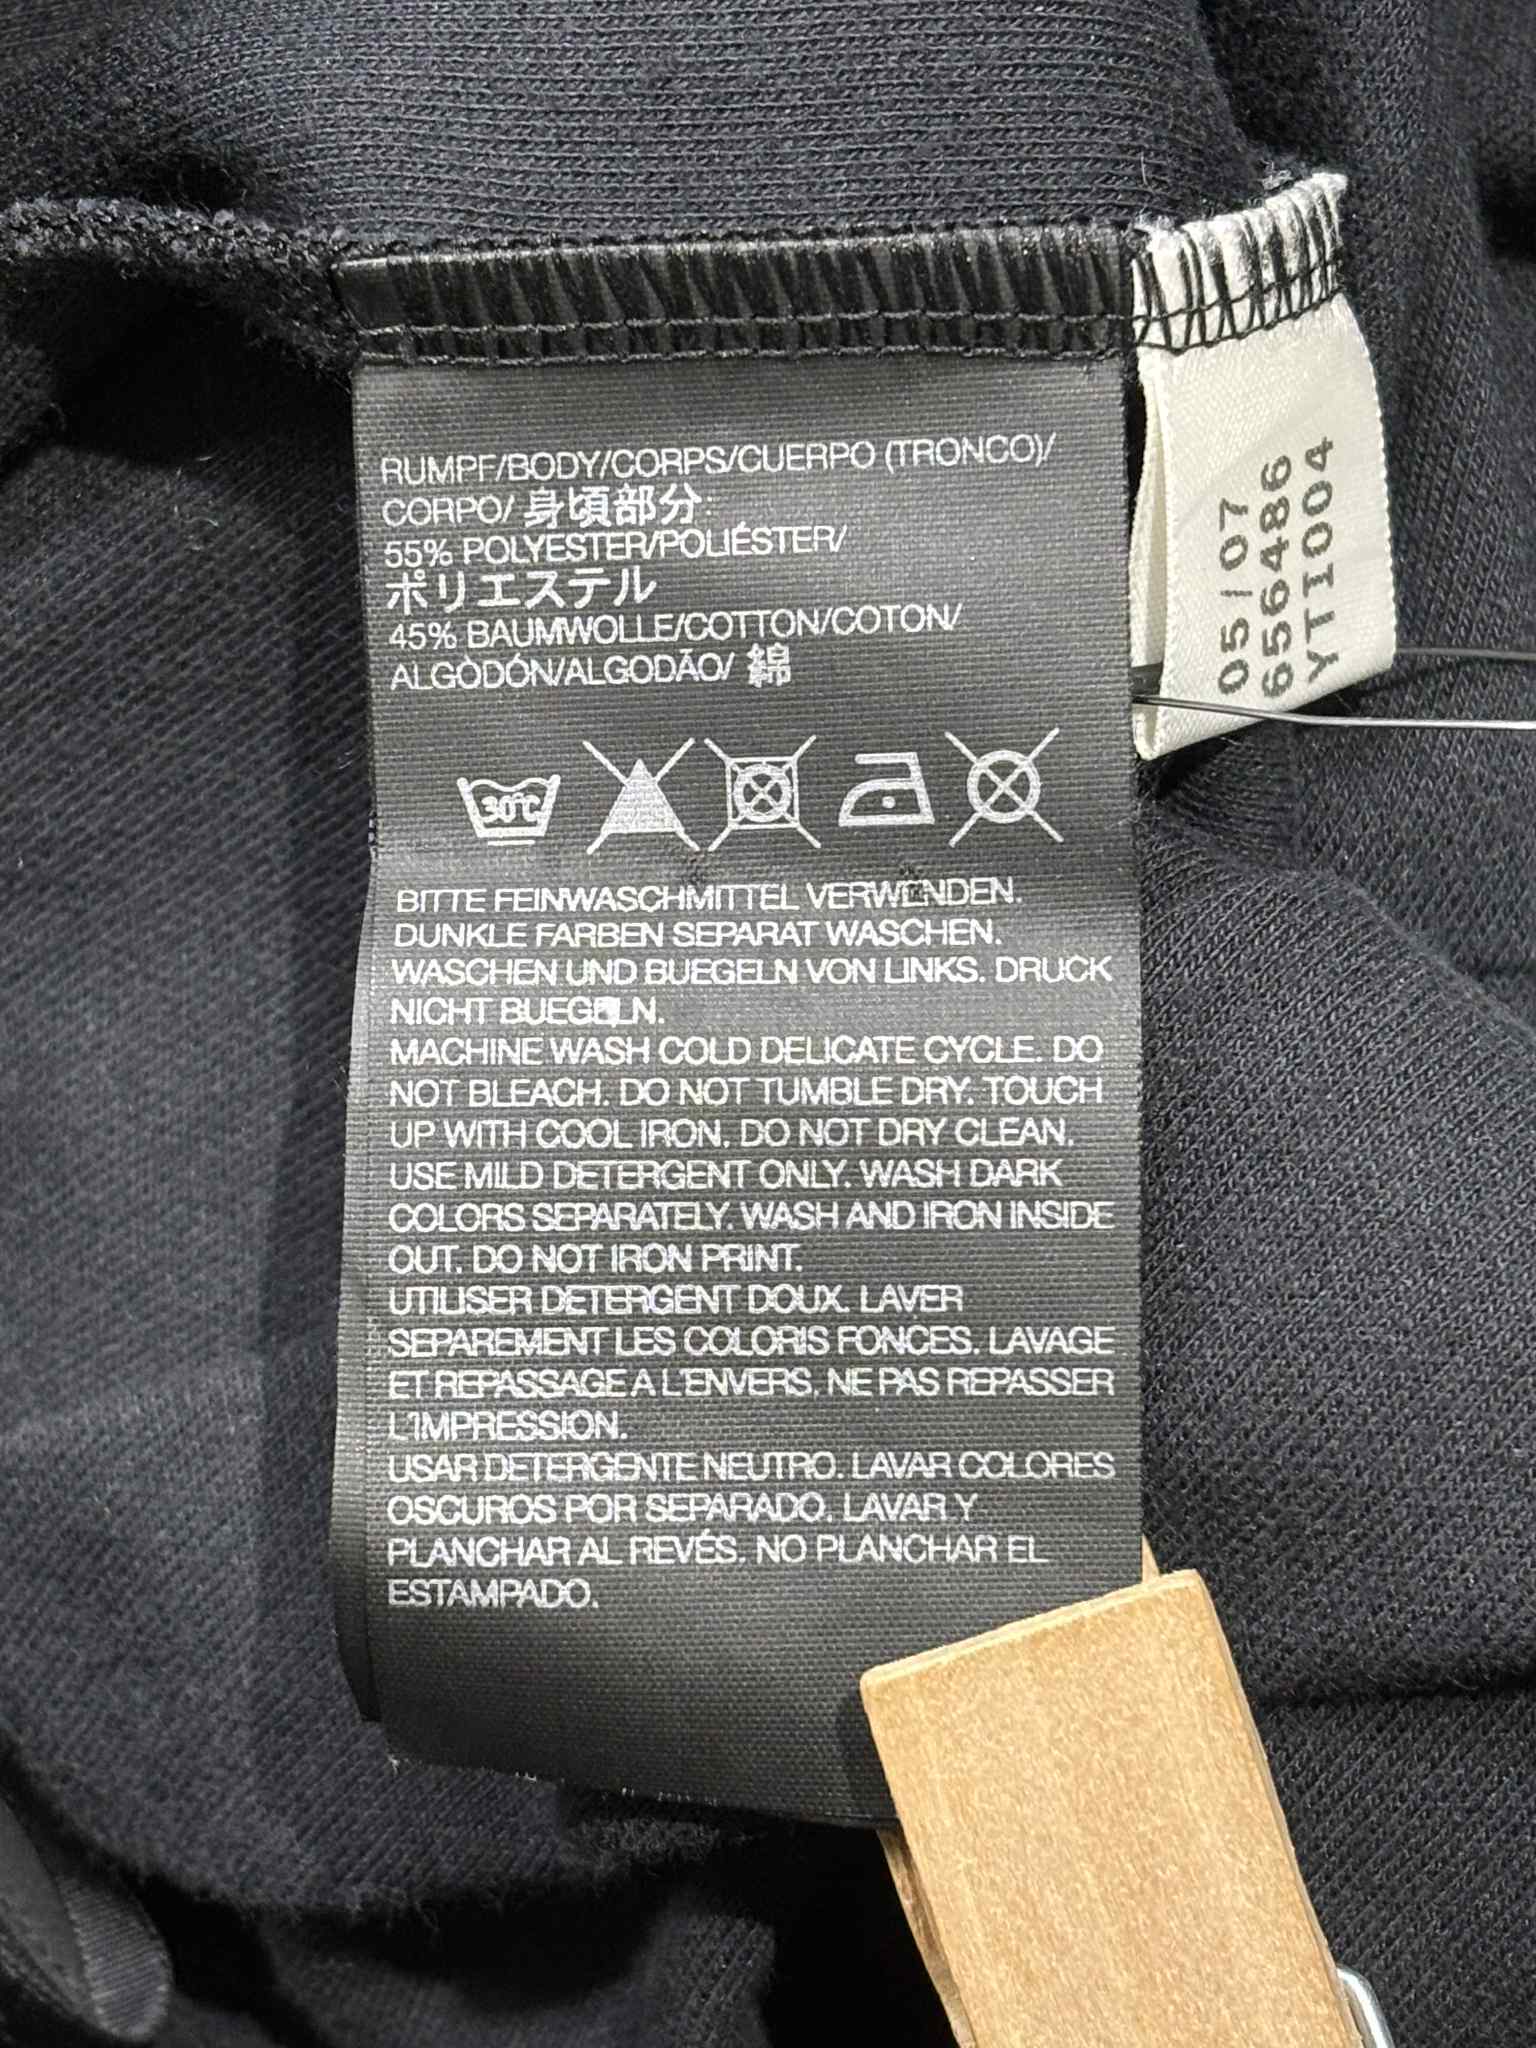 RUMPF/BODY/CORPS/CUERPO (TRONCO)/
CORPO/ 身頃部分:
55% POLYESTER/POLIÉSTER/
ポリエステル
45% BAUMWOLLE/COTTON/COTON/
ALGODÓN/ALGODÃO/ 綿
30°C
BITTE FEINWASCHMITTEL VERWENDEN.
DUNKLE FARBEN SEPARAT WASCHEN.
WASCHEN UND BUEGELN VON LINKS. DRUCK
NICHT BUEGELN.
MACHINE WASH COLD DELICATE CYCLE. DO
NOT BLEACH. DO NOT TUMBLE DRY. TOUCH
UP WITH COOL IRON. DO NOT DRY CLEAN.
USE MILD DETERGENT ONLY. WASH DARK
COLORS SEPARATELY. WASH AND IRON INSIDE
OUT. DO NOT IRON PRINT.
UTILISER DETERGENT DOUX. LAVER
SEPAREMENT LES COLORIS FONCES. LAVAGE
ET REPASSAGE A L'ENVERS. NE PAS REPASSER
L'IMPRESSION.
USAR DETERGENTE NEUTRO. LAVAR COLORES
OSCUROS POR SEPARADO. LAVAR Y
PLANCHAR AL REVÉS. NO PLANCHAR EL
ESTAMPADO.
05/07
656486
YTI004